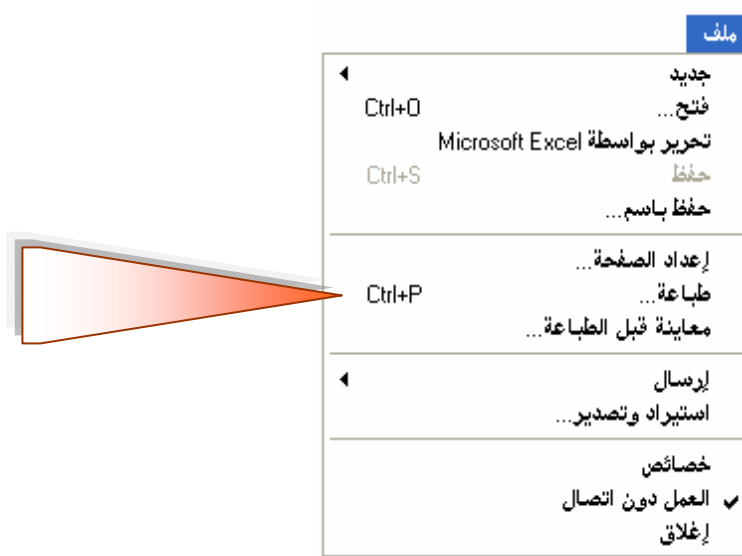 ملف
جديد
فتح... Ctrl+O
تحرير بواسطة Microsoft Excel
حفظ Ctrl+S
حفظ باسم...
إعداد الصفحة...
طباعة... Ctrl+P
معاينة قبل الطباعة...
إرسال
استيراد وتصدير...
خصائص
العمل دون اتصال
إغلاق